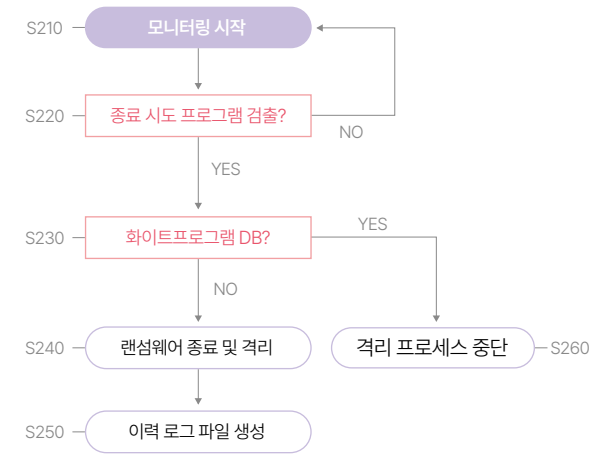 S210
모니터링 시작
S220
종료 시도 프로그램 검출?
NO
YES
S230
화이트프로그램 DB?
YES
NO
S240
랜섬웨어 종료 및 격리
격리 프로세스 중단
S260
S250
이력 로그 파일 생성